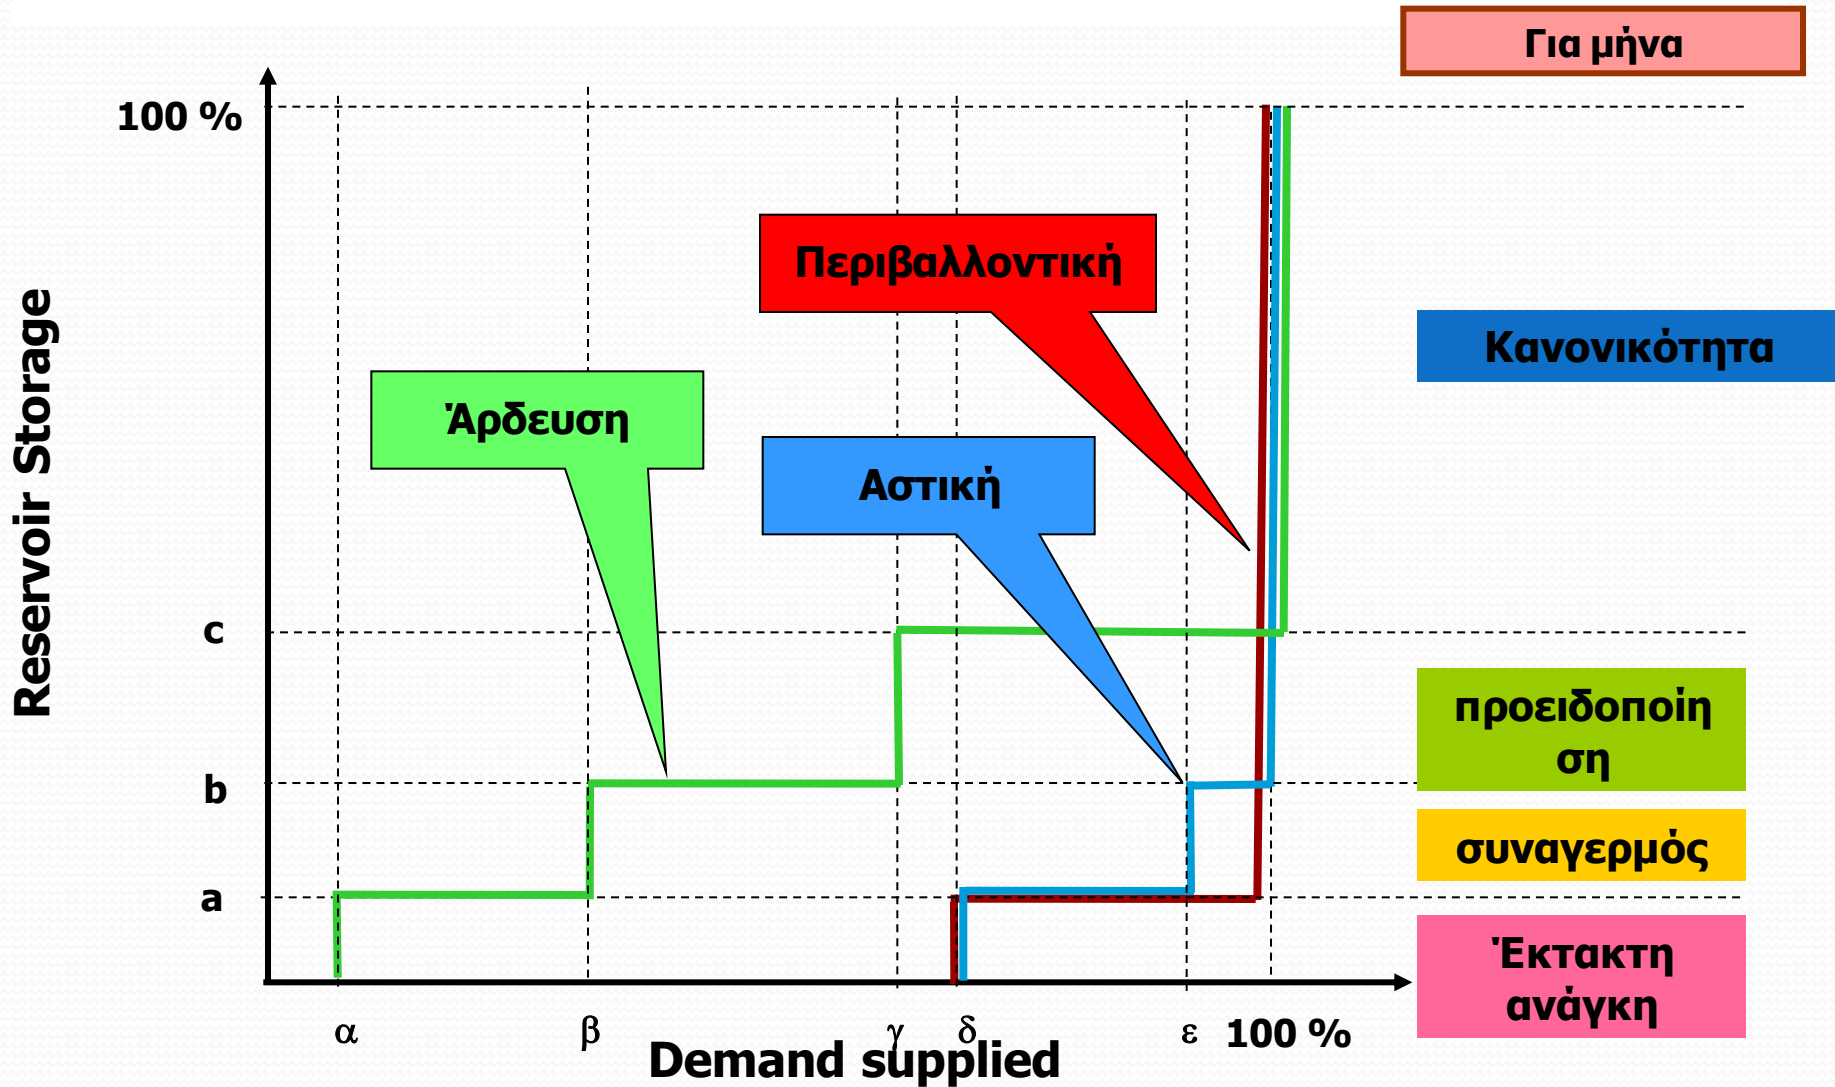 Για μήνα
100 %
Περιβαλλοντική
Κανονικότητα
Άρδευση
Αστική
Reservoir Storage
c
προειδοποίη
ση
b
συναγερμός
a
Έκτακτη
ανάγκη
α β γ δ ε 100 %
Demand supplied